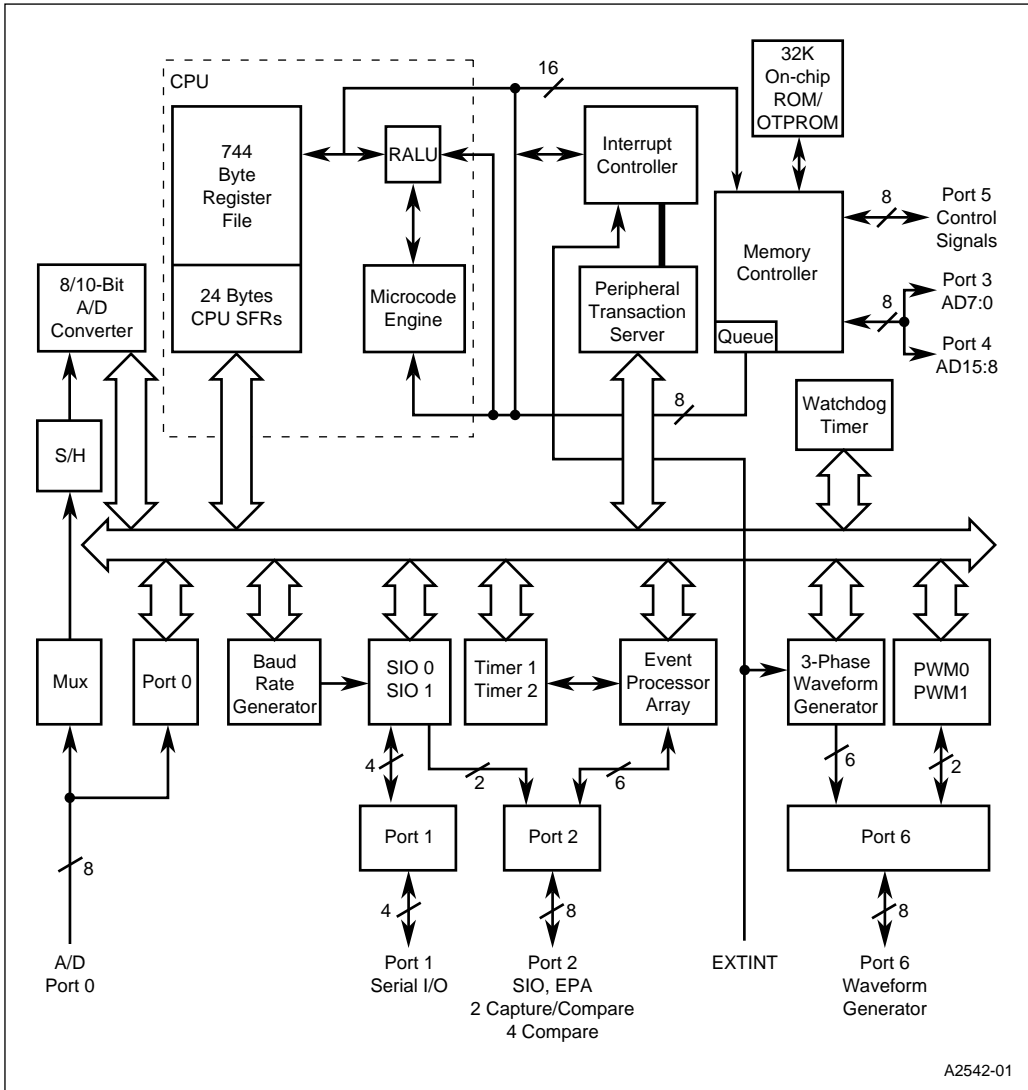 CPU
16
32K
On-chip
ROM/
OTPROM
744
Byte
Register
File
RALU
Interrupt
Controller
8
Port 5
Control
Signals
Memory
Controller
8/10-Bit
A/D
Converter
24 Bytes
CPU SFRs
Microcode
Engine
Peripheral
Transaction
Server
8
Port 3
AD7:0
Queue
Port 4
AD15:8
8
Watchdog
Timer
S/H
Mux
Port 0
Baud
Rate
Generator
SIO 0
SIO 1
Timer 1
Timer 2
Event
Processor
Array
3-Phase
Waveform
Generator
PWM0
PWM1
4
2
6
6
2
Port 1
Port 2
Port 6
8
4
8
8
A/D
Port 0
Port 1
Serial I/O
Port 2
SIO, EPA
2 Capture/Compare
4 Compare
EXTINT
Port 6
Waveform
Generator
A2542-01